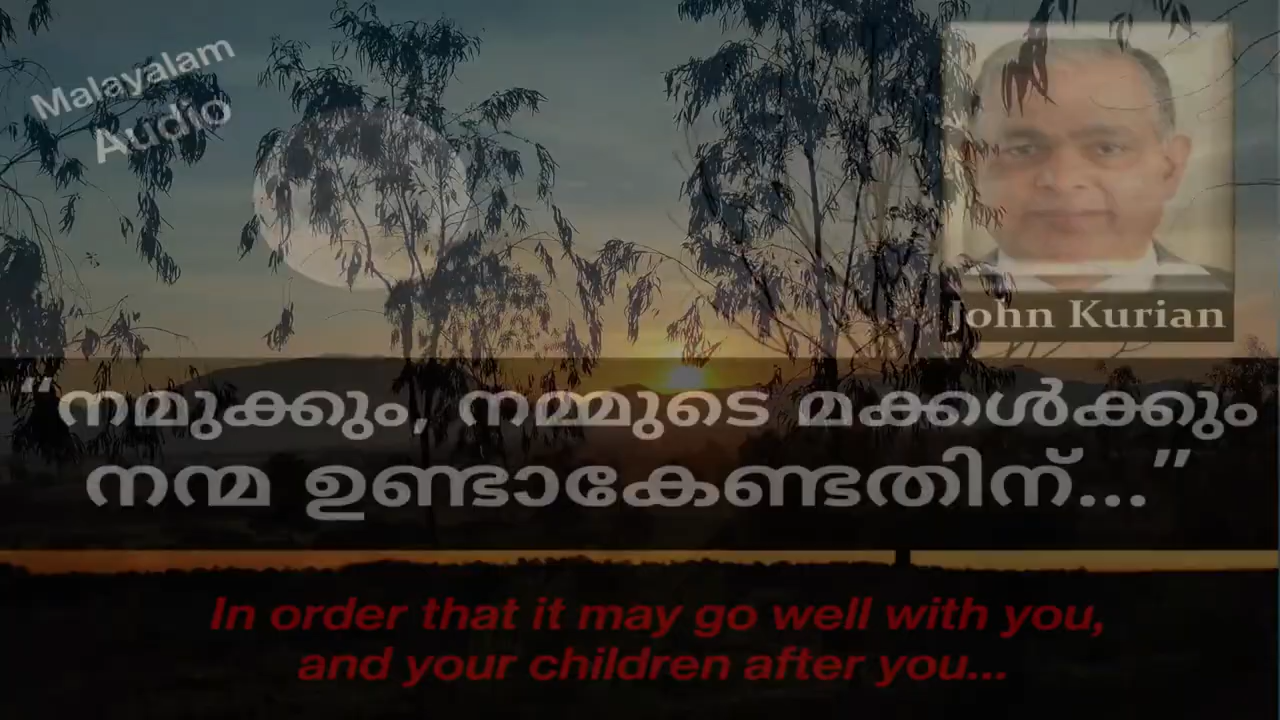 Malayalam
Audio
John Kurian
“നമുക്കും, നമ്മുടെ മക്കൾക്കും
നന്മ ഉണ്ടാകേണ്ടതിന്...”
In order that it may go well with you,
and your children after you...